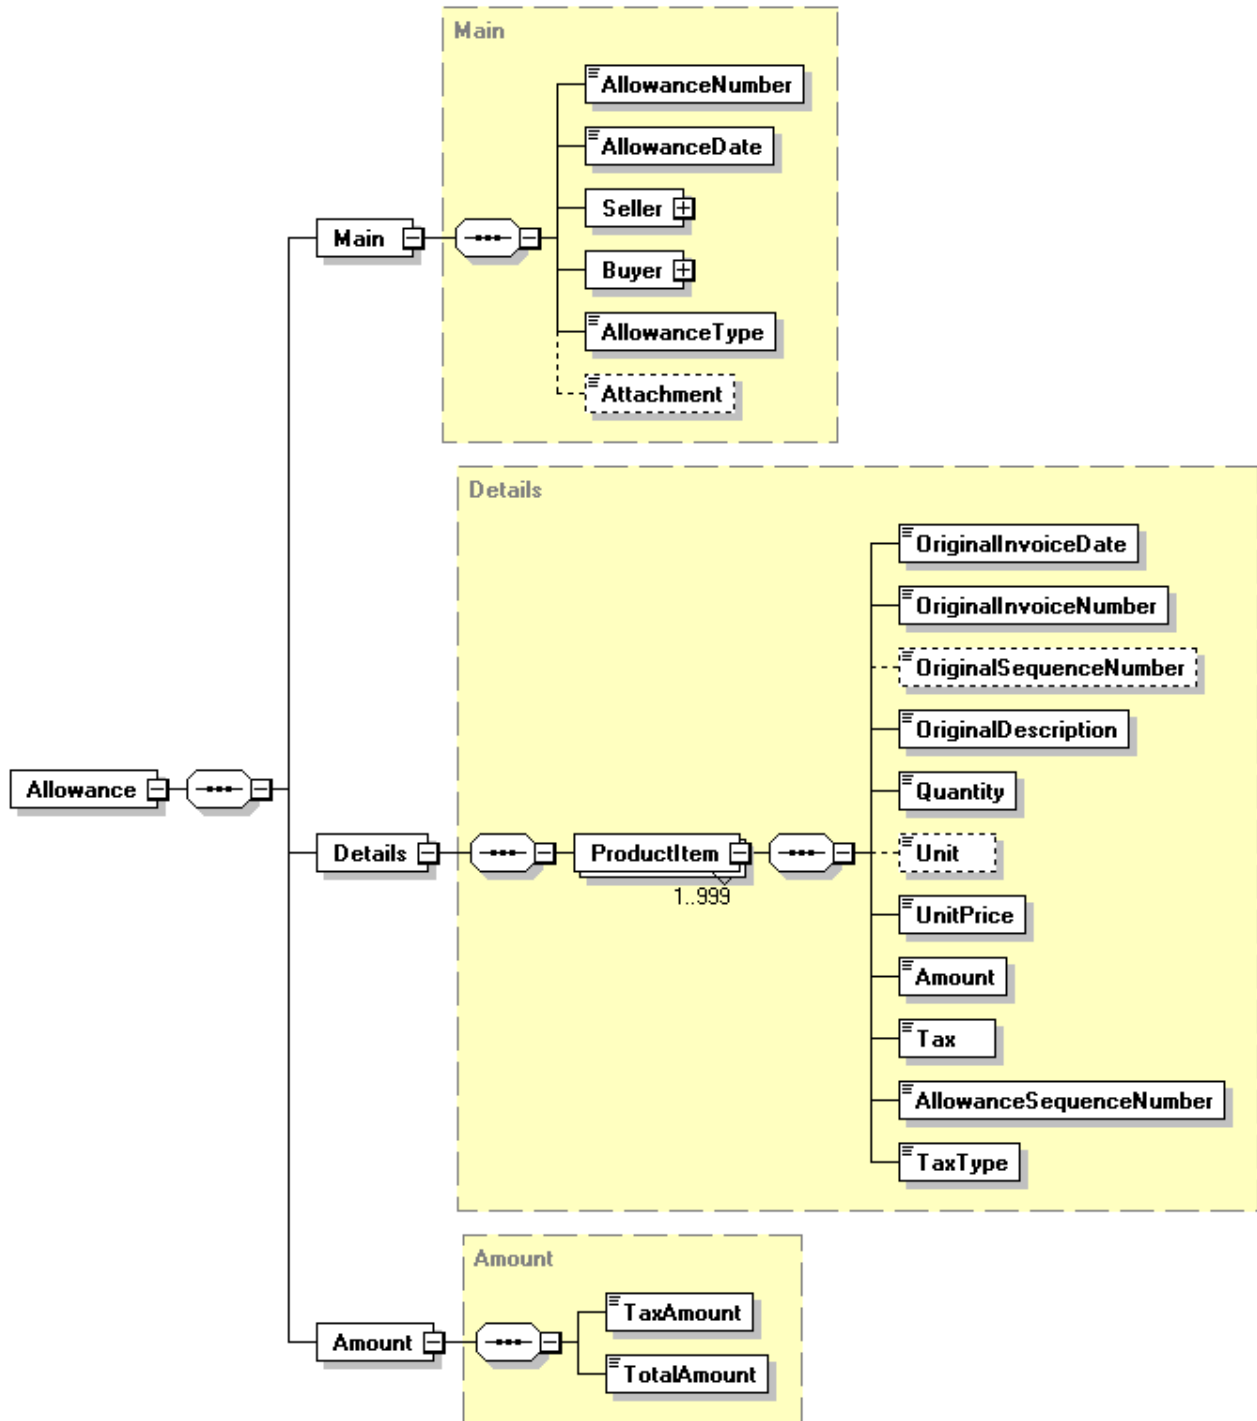 Main
AllowanceNumber
AllowanceDate
Seller
Main
Buyer
AllowanceType
Attachment
Details
OriginalInvoiceDate
OriginalInvoiceNumber
OriginalSequenceNumber
OriginalDescription
Allowance
Quantity
Details
ProductItem
1..999
Unit
UnitPrice
Amount
Tax
AllowanceSequenceNumber
TaxType
Amount
TaxAmount
Amount
TotalAmount